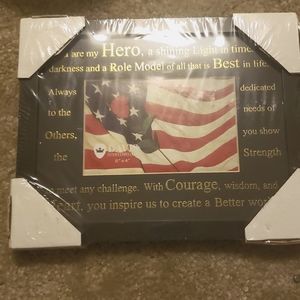 are my Hero, a shining Light in time
darkness and a Role Model of all that is Best in life.
Always dedicated
to the needs of
Others, you show
the Strength
meet any challenge. With Courage, wisdom, and
you inspire us to create a Better